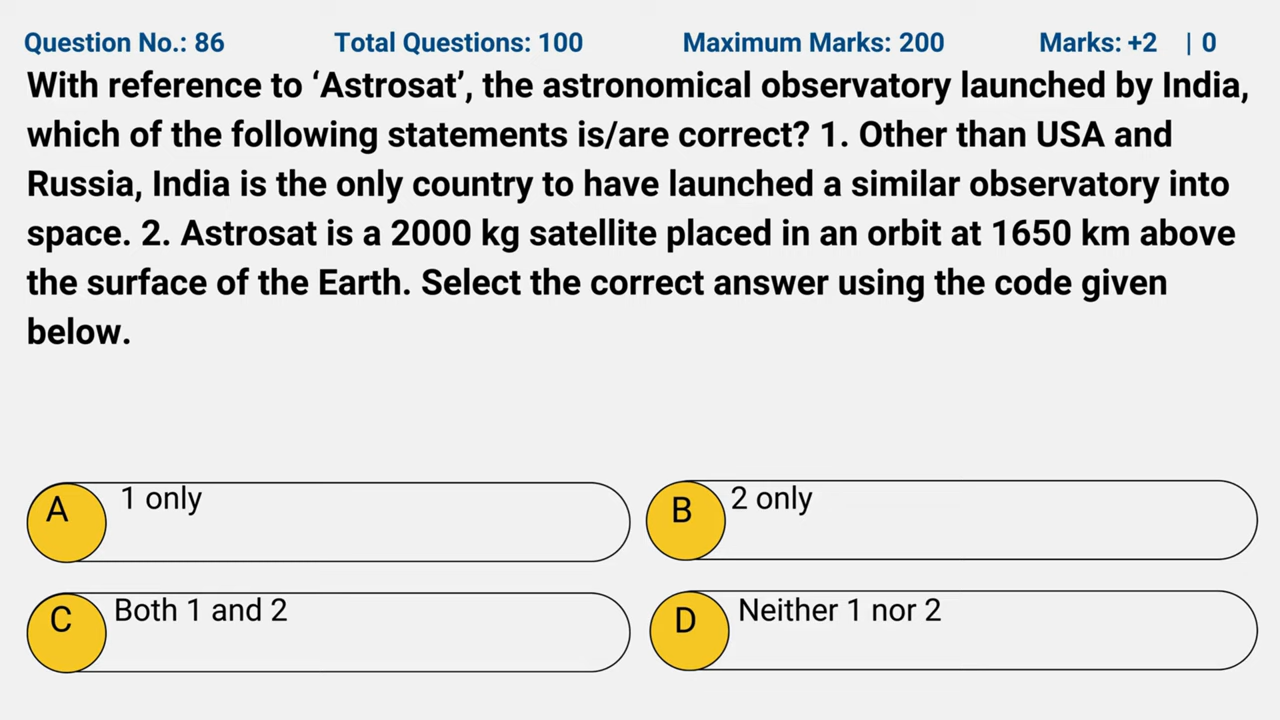 Question No.: 86 Total Questions: 100 Maximum Marks: 200 Marks: +2 | 0
With reference to ‘Astrosat’, the astronomical observatory launched by India,
which of the following statements is/are correct? 1. Other than USA and
Russia, India is the only country to have launched a similar observatory into
space. 2. Astrosat is a 2000 kg satellite placed in an orbit at 1650 km above
the surface of the Earth. Select the correct answer using the code given
below.
A 1 only
B 2 only
C Both 1 and 2
D Neither 1 nor 2